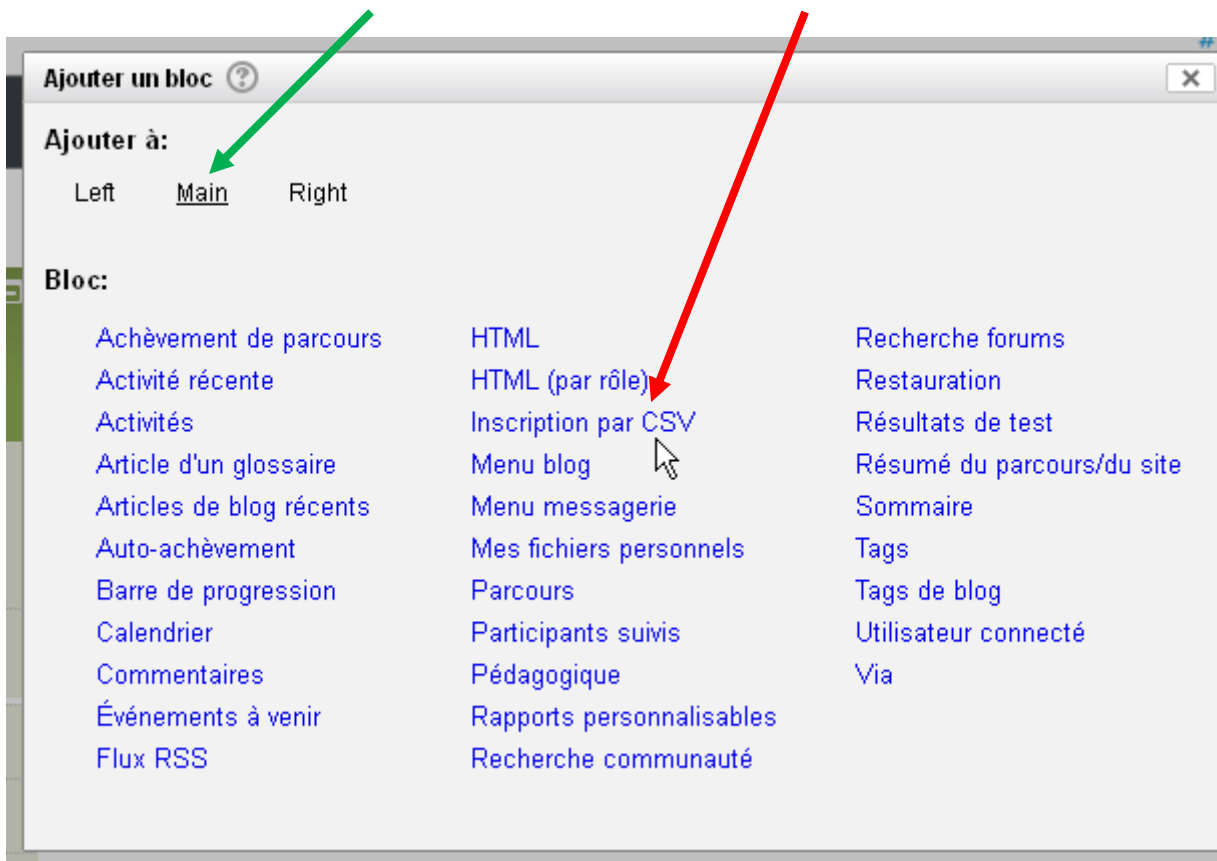 #
Ajouter un bloc ?
×
Ajouter à:
Left Main Right
Bloc:
Achèvement de parcours
Activité récente
Activités
Article d'un glossaire
Articles de blog récents
Auto-achèvement
Barre de progression
Calendrier
Commentaires
Événements à venir
Flux RSS
HTML
HTML (par rôle)
Inscription par CSV
Menu blog
Menu messagerie
Mes fichiers personnels
Parcours
Participants suivis
Pédagogique
Rapports personnalisables
Recherche communauté
Recherche forums
Restauration
Résultats de test
Résumé du parcours/du site
Sommaire
Tags
Tags de blog
Utilisateur connecté
Via